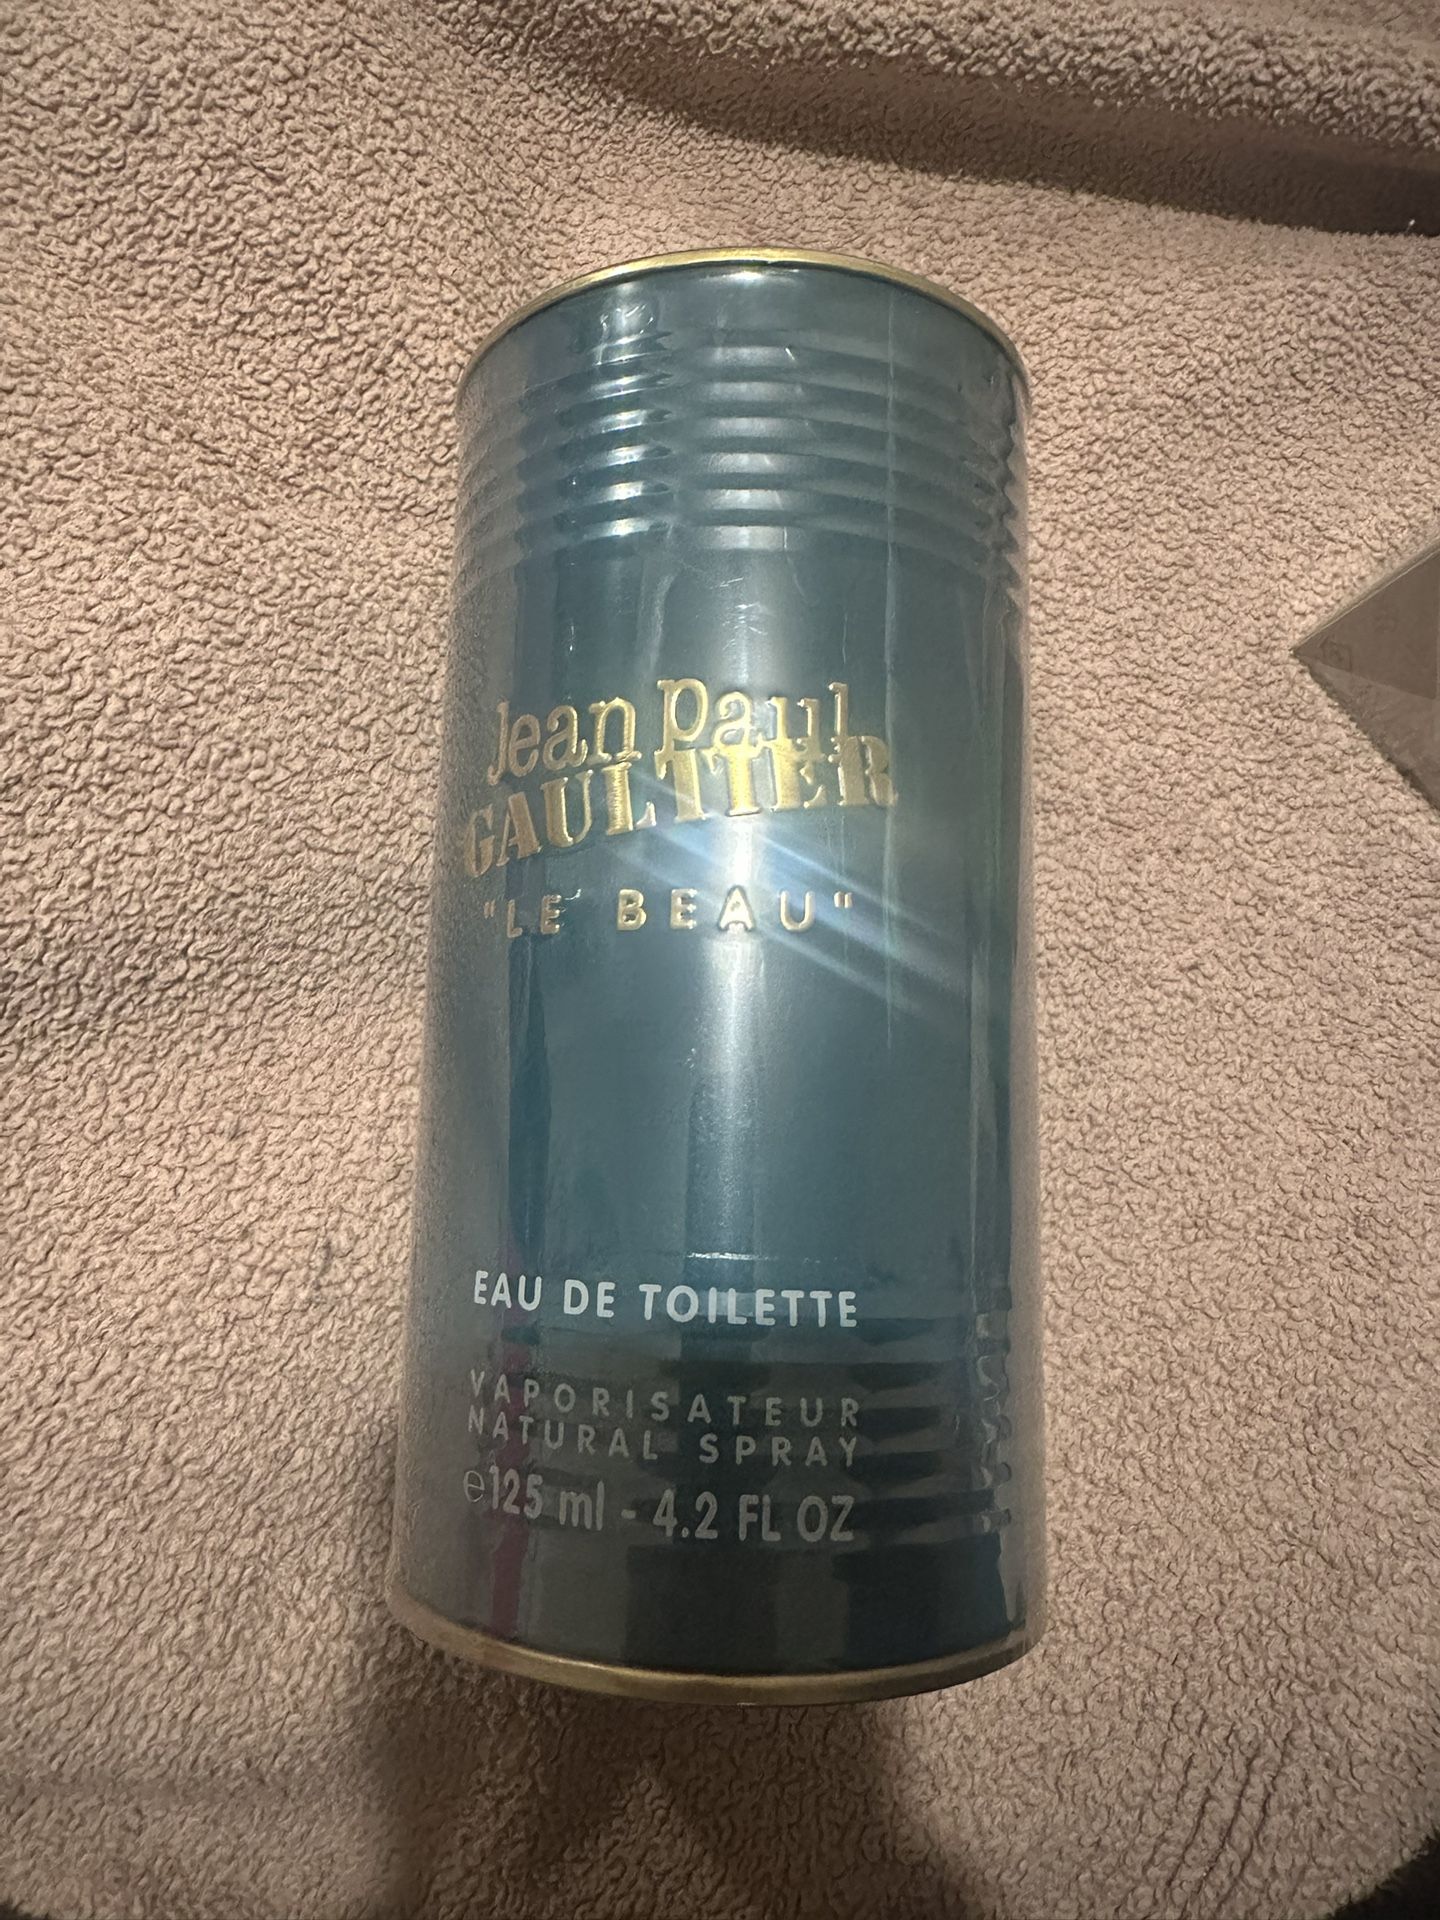 Jean Paul
GAULTIER
"LE BEAU"
EAU DE TOILETTE
VAPORISATEUR
NATURAL SPRAY
℮125 ml - 4.2 FL OZ